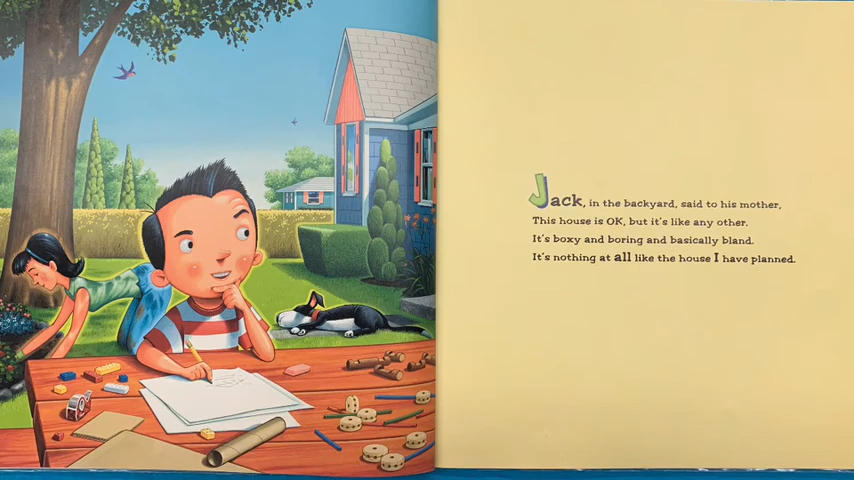 Jack, in the backyard, said to his mother,
This house is OK, but it's like any other.
It's boxy and boring and basically bland.
It's nothing at all like the house I have planned.